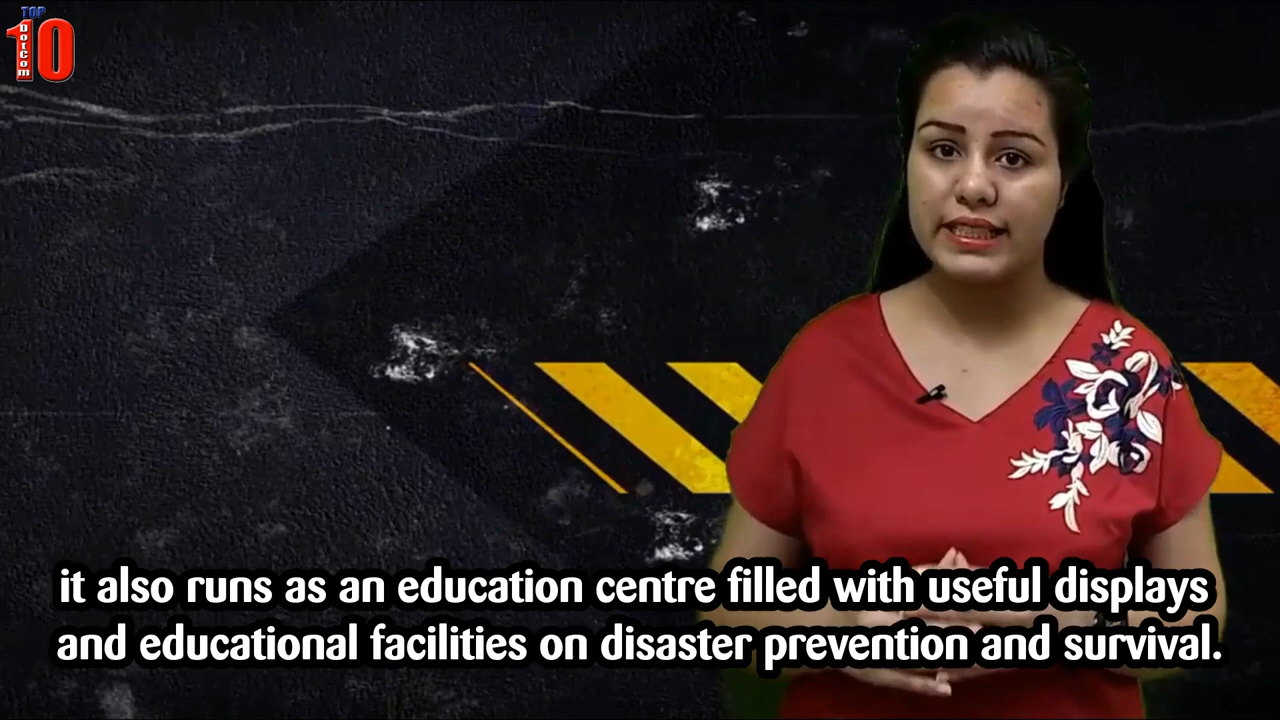 TOP
10
DotCom
it also runs as an education centre filled with useful displays
and educational facilities on disaster prevention and survival.